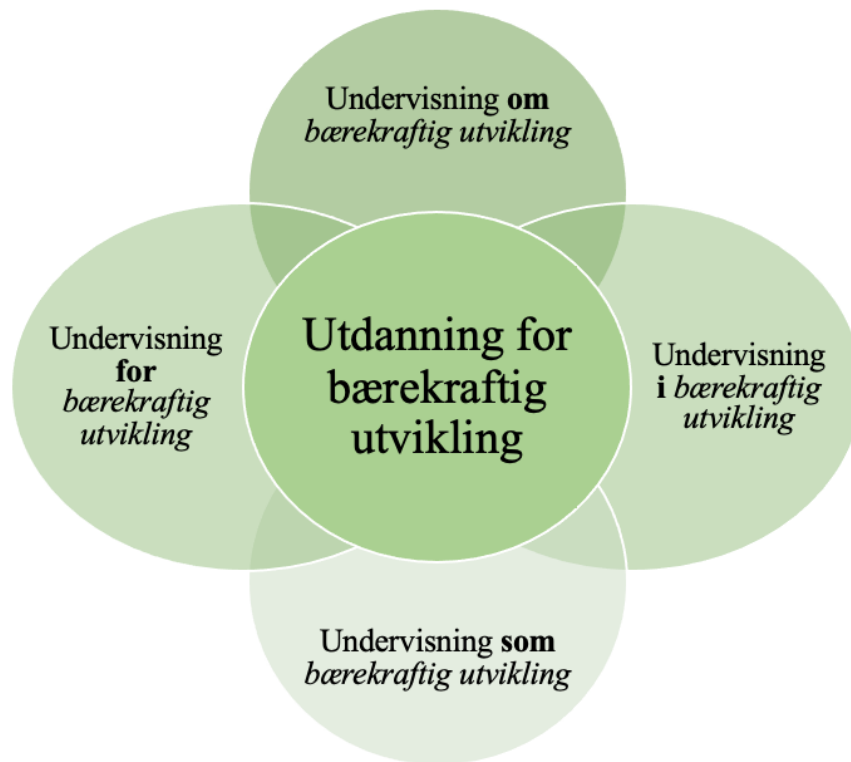 Undervisning om
bærekraftig utvikling
Undervisning
for
bærekraftig
utvikling
Utdanning for
bærekraftig
utvikling
Undervisning
i bærekraftig
utvikling
Undervisning som
bærekraftig utvikling